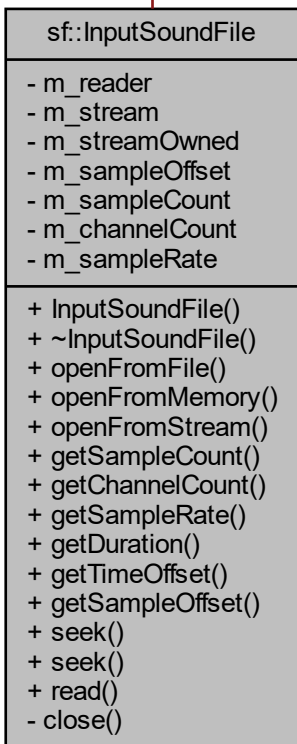 sf::InputSoundFile
- m_reader
- m_stream
- m_streamOwned
- m_sampleOffset
- m_sampleCount
- m_channelCount
- m_sampleRate
+ InputSoundFile()
+ ~InputSoundFile()
+ openFromFile()
+ openFromMemory()
+ openFromStream()
+ getSampleCount()
+ getChannelCount()
+ getSampleRate()
+ getDuration()
+ getTimeOffset()
+ getSampleOffset()
+ seek()
+ seek()
+ read()
- close()